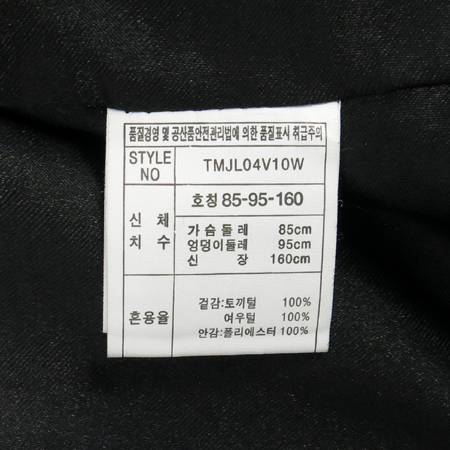 품질경영 및 공산품안전관리법에 의한 품질표시 취급주의
STYLE NO TMJL04V10W
호칭 85-95-160
신체 치수
가슴둘레 85cm
엉덩이둘레 95cm
신장 160cm
혼용율
겉감:토끼털 100%
여우털 100%
안감:폴리에스터 100%